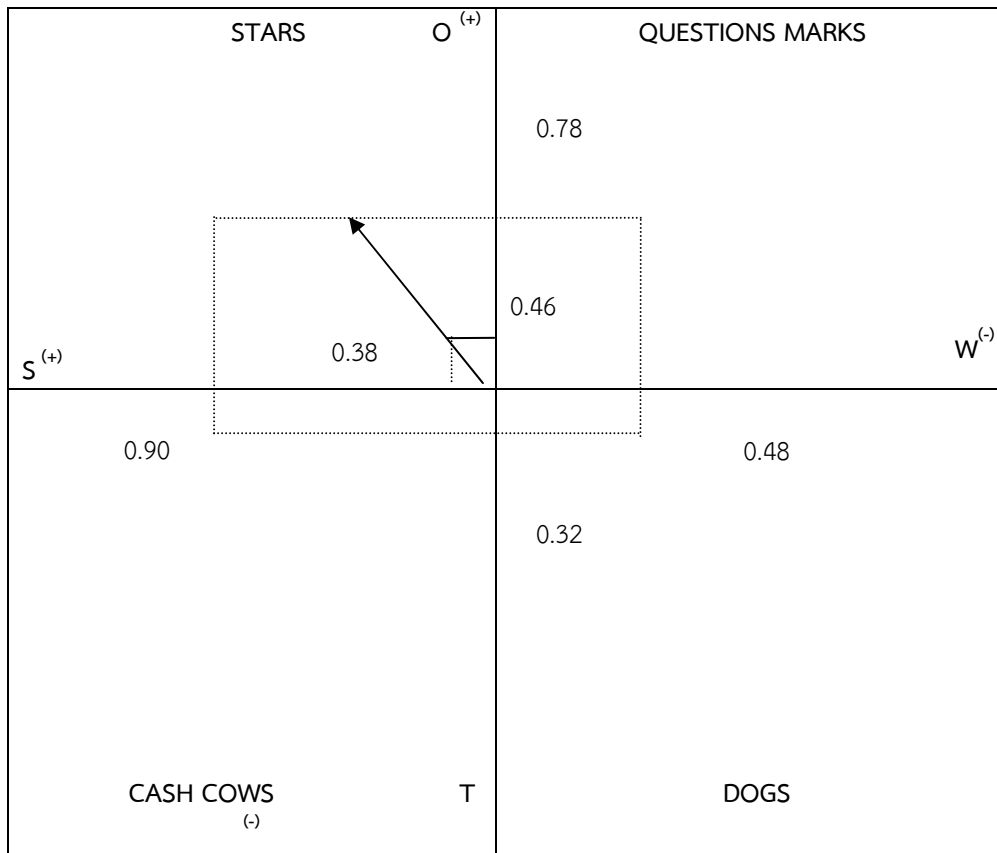 STARS O (+) QUESTIONS MARKS
0.78
0.46
0.38
S (+) W (-)
0.90 0.48
0.32
CASH COWS T DOGS
(-)